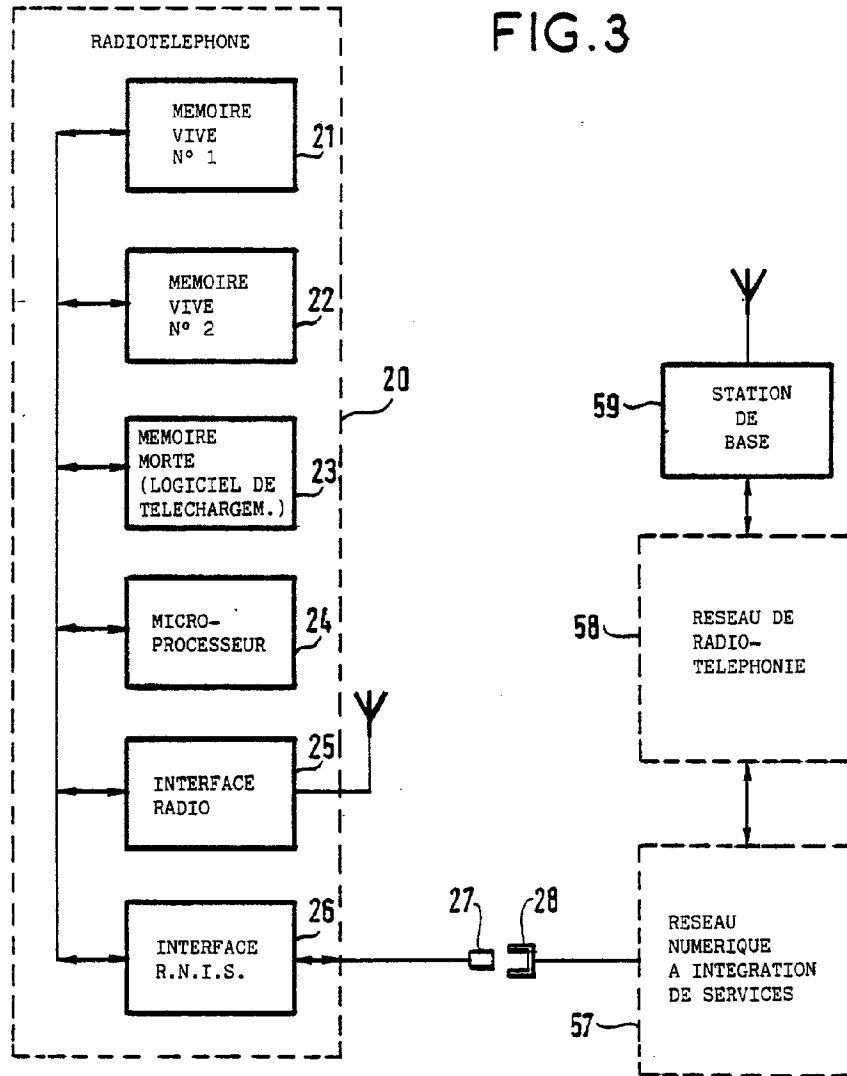 FIG.3
RADIOTELEPHONE
MEMOIRE
VIVE
N° 1
21
MEMOIRE
VIVE
N° 2
22
20
MEMOIRE
MORTE
(LOGICIEL DE
TELECHARGEM.)
23
MICRO-
PROCESSEUR
24
INTERFACE
RADIO
25
INTERFACE
R.N.I.S.
26
27
28
59
STATION
DE
BASE
58
RESEAU DE
RADIO-
TELEPHONIE
RESEAU
NUMERIQUE
A INTEGRATION
DE SERVICES
57